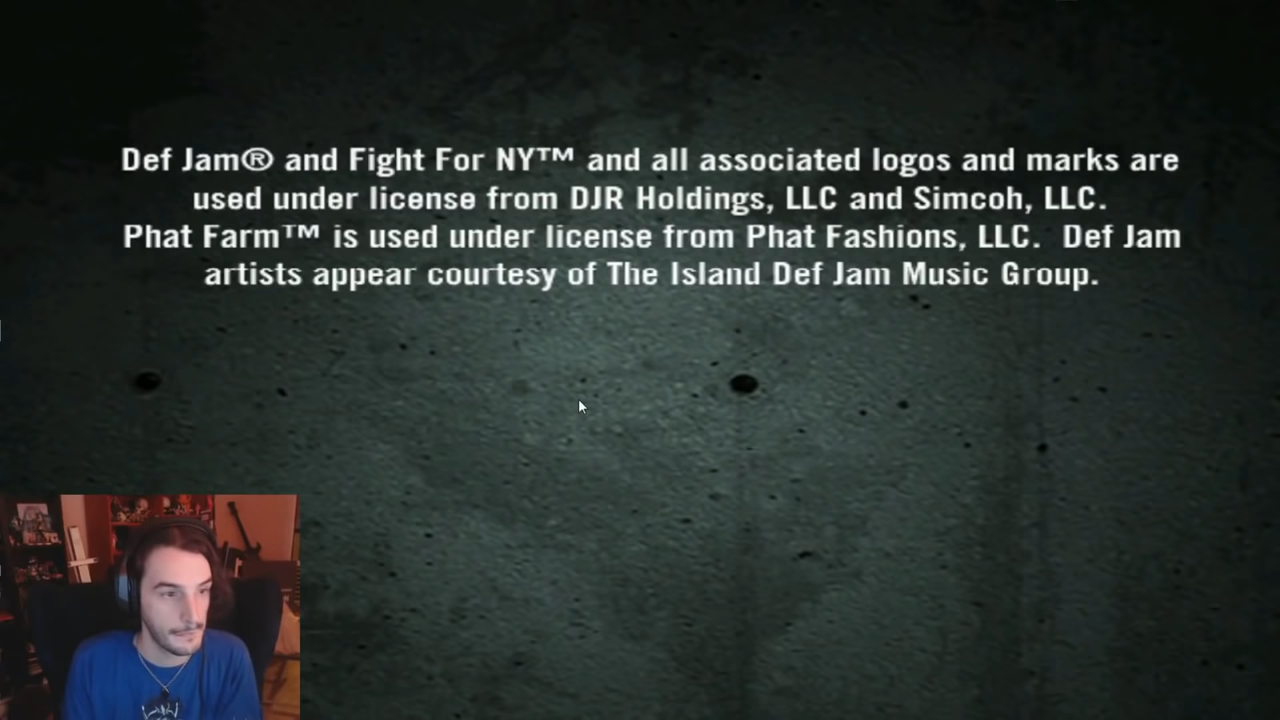 Def Jam® and Fight For NY™ and all associated logos and marks are
used under license from DJR Holdings, LLC and Simcoh, LLC.
Phat Farm™ is used under license from Phat Fashions, LLC.  Def Jam
artists appear courtesy of The Island Def Jam Music Group.